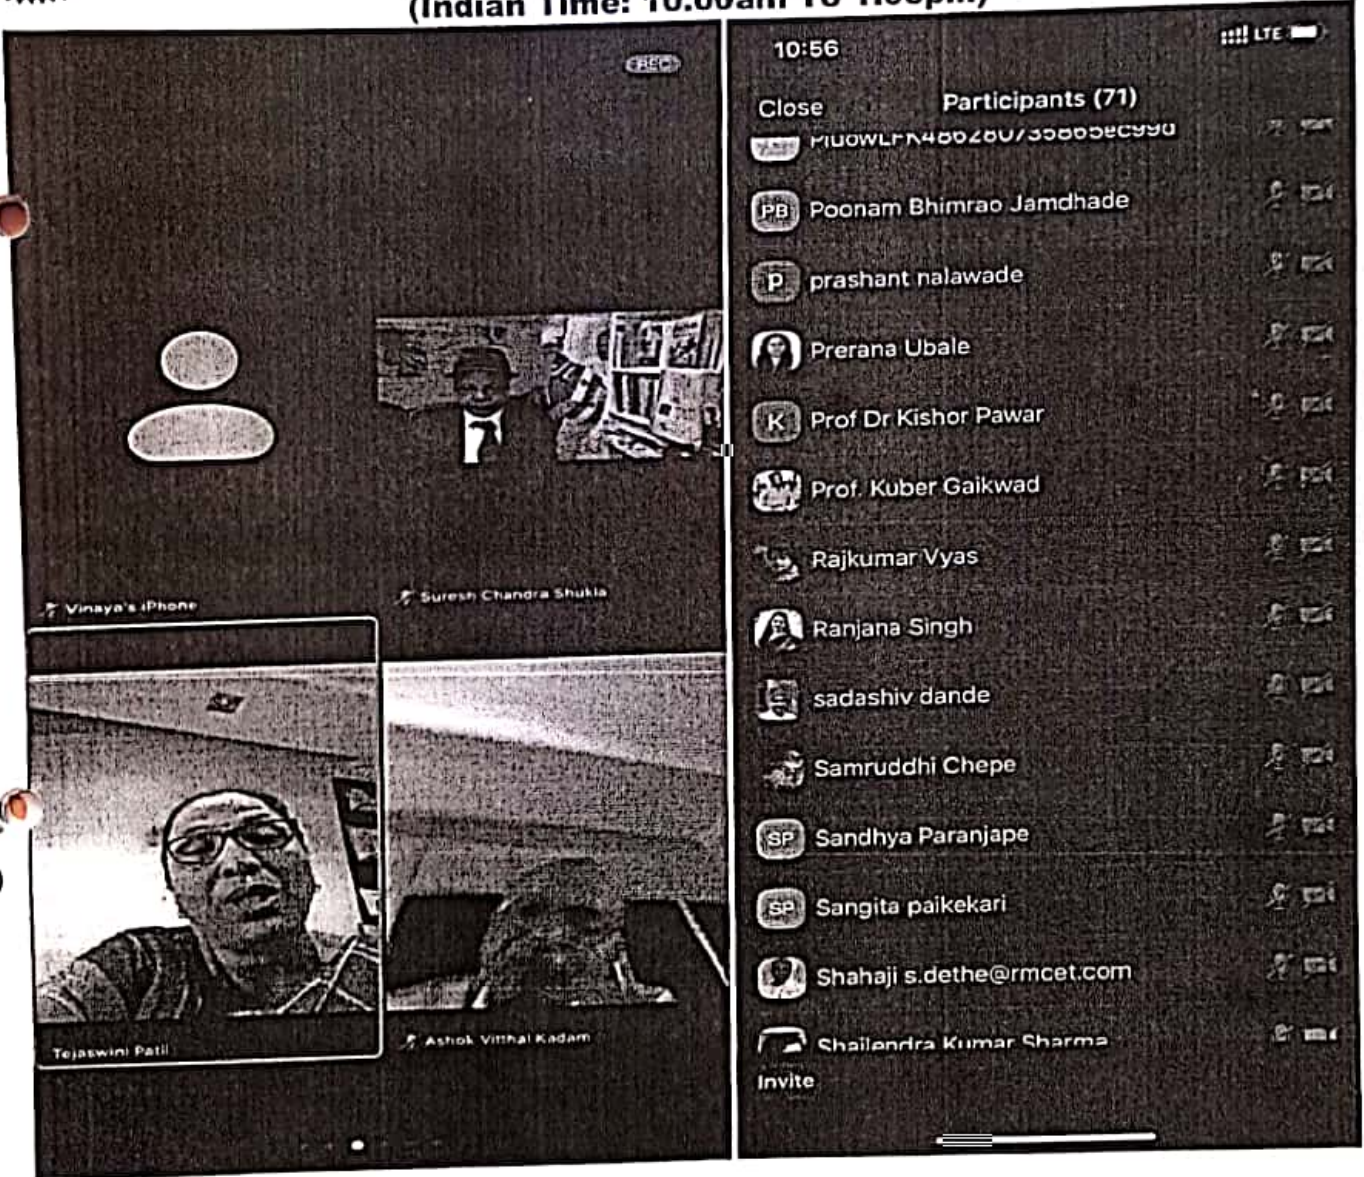 (Indian Time: 10.00am To 1.00pm)
REC
Vinaya's iPhone
Suresh Chandra Shukla
Tejaswini Patil
Ashok Vitthal Kadam
10:56
LTE
Close
Participants (71)
PB Poonam Bhimrao Jamdhade
P prashant nalawade
Prerana Ubale
K Prof Dr Kishor Pawar
Prof. Kuber Gaikwad
Rajkumar Vyas
Ranjana Singh
sadashiv dande
Samruddhi Chepe
SP Sandhya Paranjape
SP Sangita paikekari
Shahaji s.dethe@rmcet.com
Shailendra Kumar Sharma
Invite